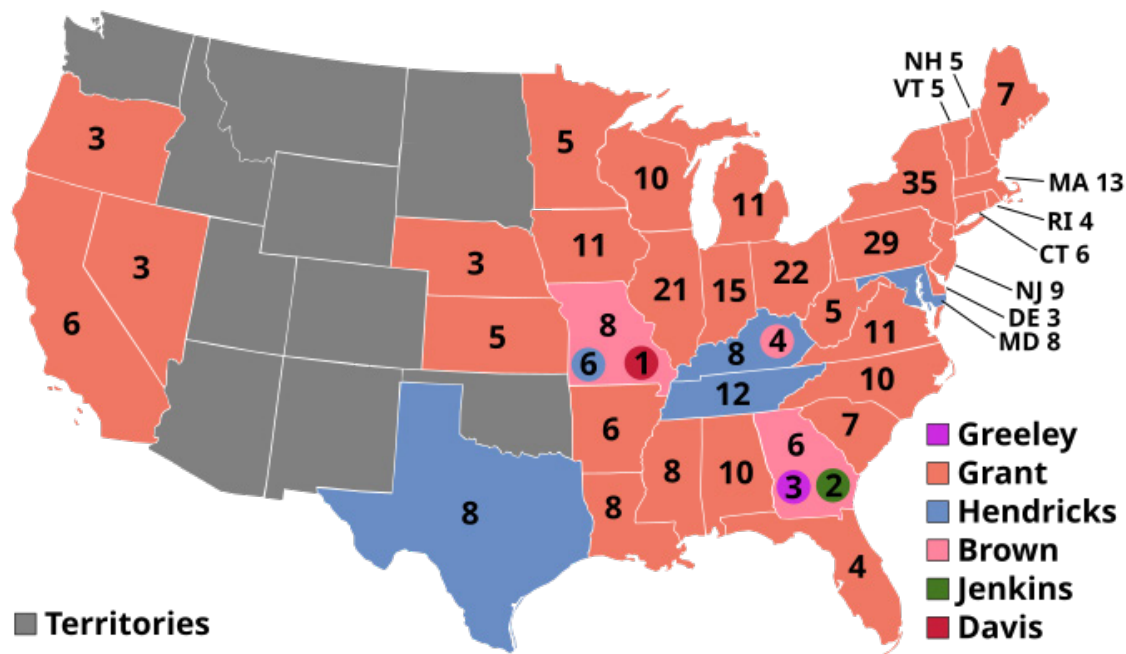 NH 5
VT 5
7
3
5
10
11
35
MA 13
RI 4
CT 6
29
11
3
3
22
21
15
NJ 9
DE 3
MD 8
5
11
6
5
8
6
1
8
4
12
10
7
6
8
10
6
3
2
8
8
4
Greeley
Grant
Hendricks
Brown
Jenkins
Davis
Territories